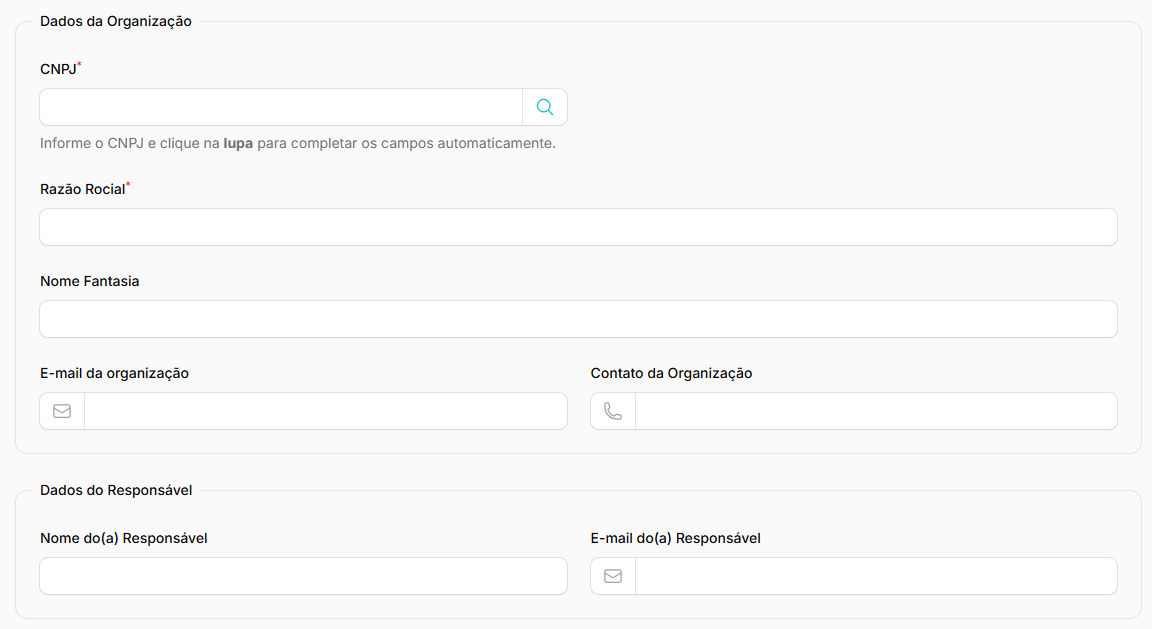 Dados da Organização
CNPJ*
Informe o CNPJ e clique na lupa para completar os campos automaticamente.
Razão Rocial*
Nome Fantasia
E-mail da organização
Contato da Organização
Dados do Responsável
Nome do(a) Responsável
E-mail do(a) Responsável